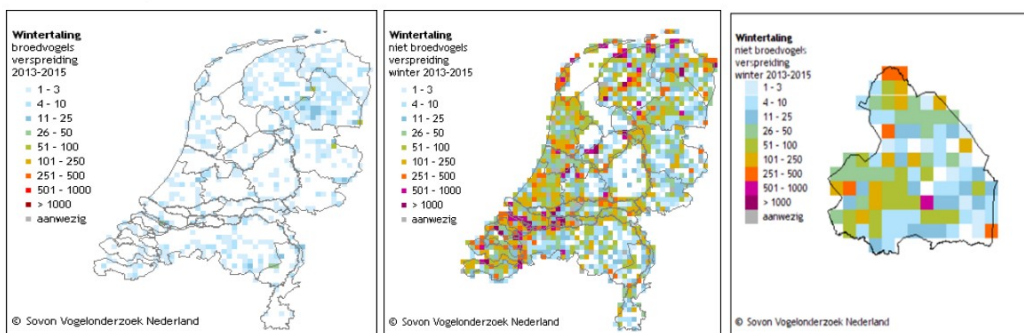 Wintertaling
broedvogels
verspreiding
2013-2015
1 - 3
4 - 10
11 - 25
26 - 50
51 - 100
101 - 250
251 - 500
501 - 1000
> 1000
aanwezig
© Sovon Vogelonderzoek Nederland
Wintertaling
niet broedvogels
verspreiding
winter 2013-2015
1 - 3
4 - 10
11 - 25
26 - 50
51 - 100
101 - 250
251 - 500
501 - 1000
> 1000
aanwezig
© Sovon Vogelonderzoek Nederland
Wintertaling
niet broedvogels
verspreiding
winter 2013-2015
1 - 3
4 - 10
11 - 25
26 - 50
51 - 100
101 - 250
251 - 500
501 - 1000
> 1000
aanwezig
© Sovon Vogelonderzoek Nederland